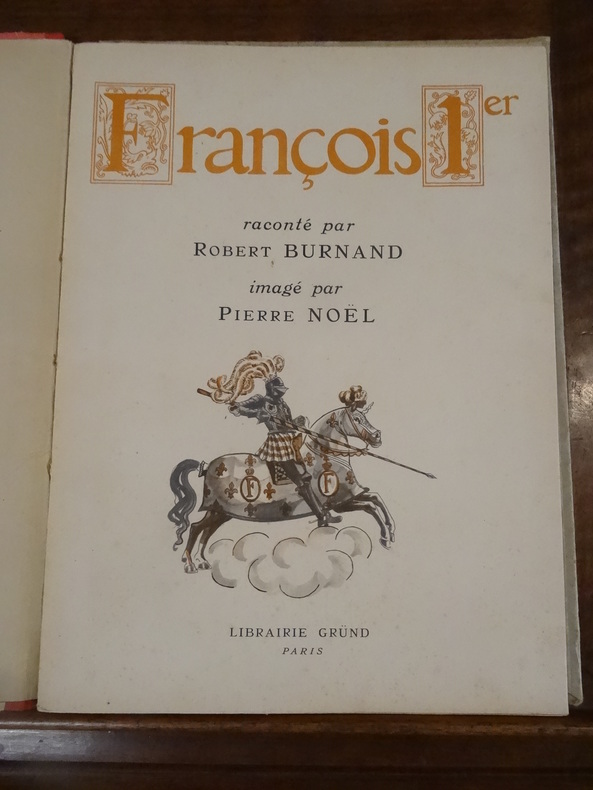 François 1er
raconté par
ROBERT BURNAND
imagé par
PIERRE NOËL
F F
LIBRAIRIE GRÜND
PARIS